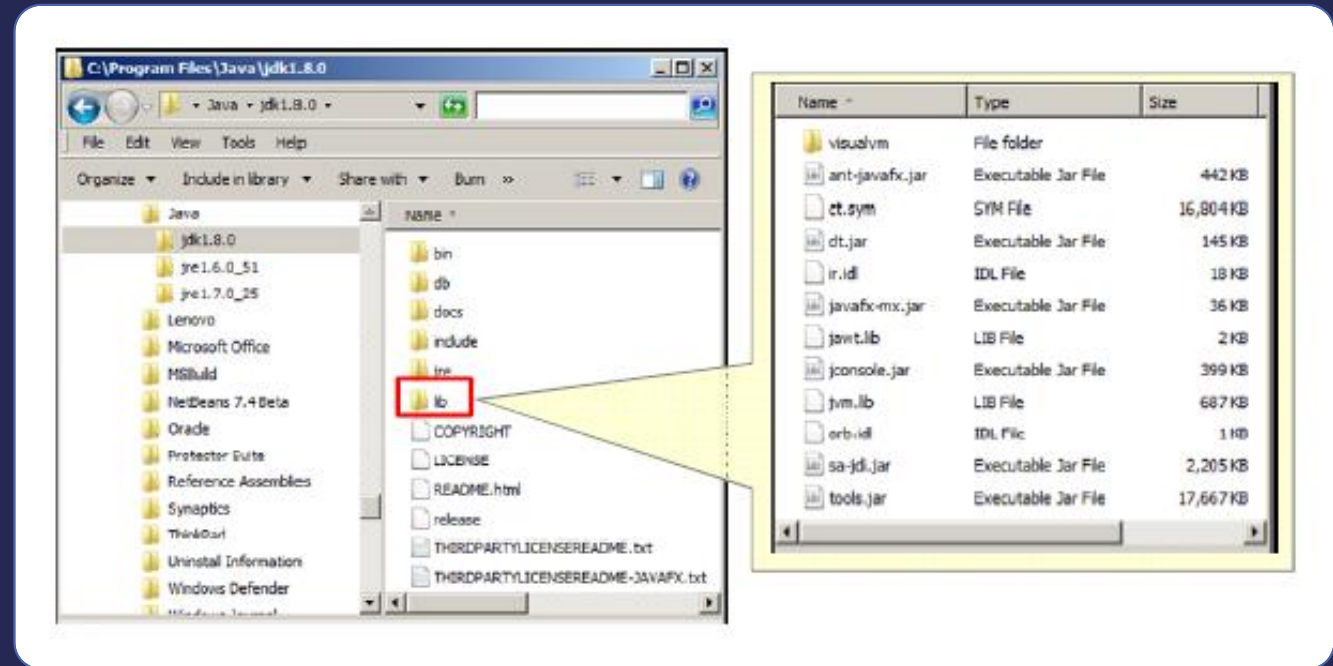 C:\Program Files\Java\jdk1.8.0
Java jdk1.8.0
File Edit View Tools Help
Organize Include in library Share with Burn »
Java
jdk1.8.0
jre1.6.0_51
jre1.7.0_25
Lenovo
Microsoft Office
MSBuild
NetBeans 7.4 Beta
Oracle
Protector Suite
Reference Assemblies
Synaptics
ThinkPad
Uninstall Information
Windows Defender
Windows Journal
Name
bin
db
docs
include
jre
lib
COPYRIGHT
LICENSE
README.html
release
THIRDPARTYLICENSEREADME.txt
THIRDPARTYLICENSEREADME-JAVAFX.txt
Name Type Size
visualvm File folder
ant-javafx.jar Executable Jar File 442 KB
ct.sym SYM File 16,804 KB
dt.jar Executable Jar File 145 KB
ir.idl IDL File 18 KB
javafx-mx.jar Executable Jar File 36 KB
jawt.lib LIB File 2 KB
jconsole.jar Executable Jar File 399 KB
jvm.lib LIB File 687 KB
orb.idl IDL File 1 KB
sa-jdi.jar Executable Jar File 2,205 KB
tools.jar Executable Jar File 17,667 KB